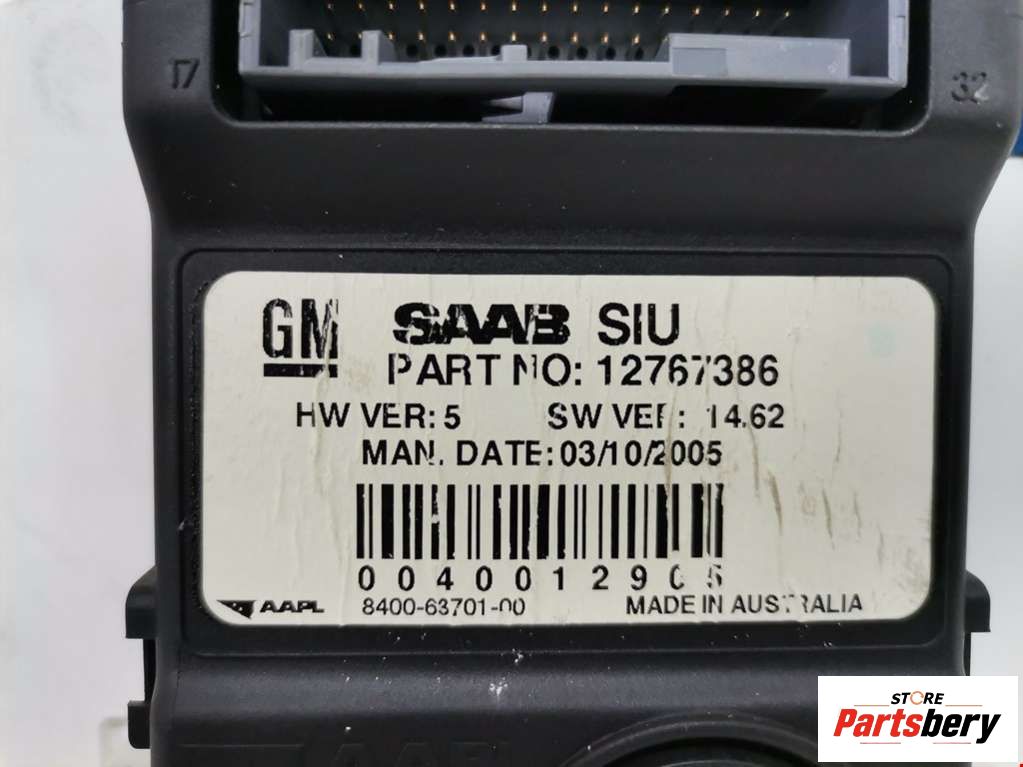 17
32
GM SAAB SIU
PART NO: 12767386
HW VER: 5 SW VER: 14.62
MAN. DATE: 03/10/2005
0040012905
AAPL 8400-63701-00 MADE IN AUSTRALIA
STORE
Partsbery